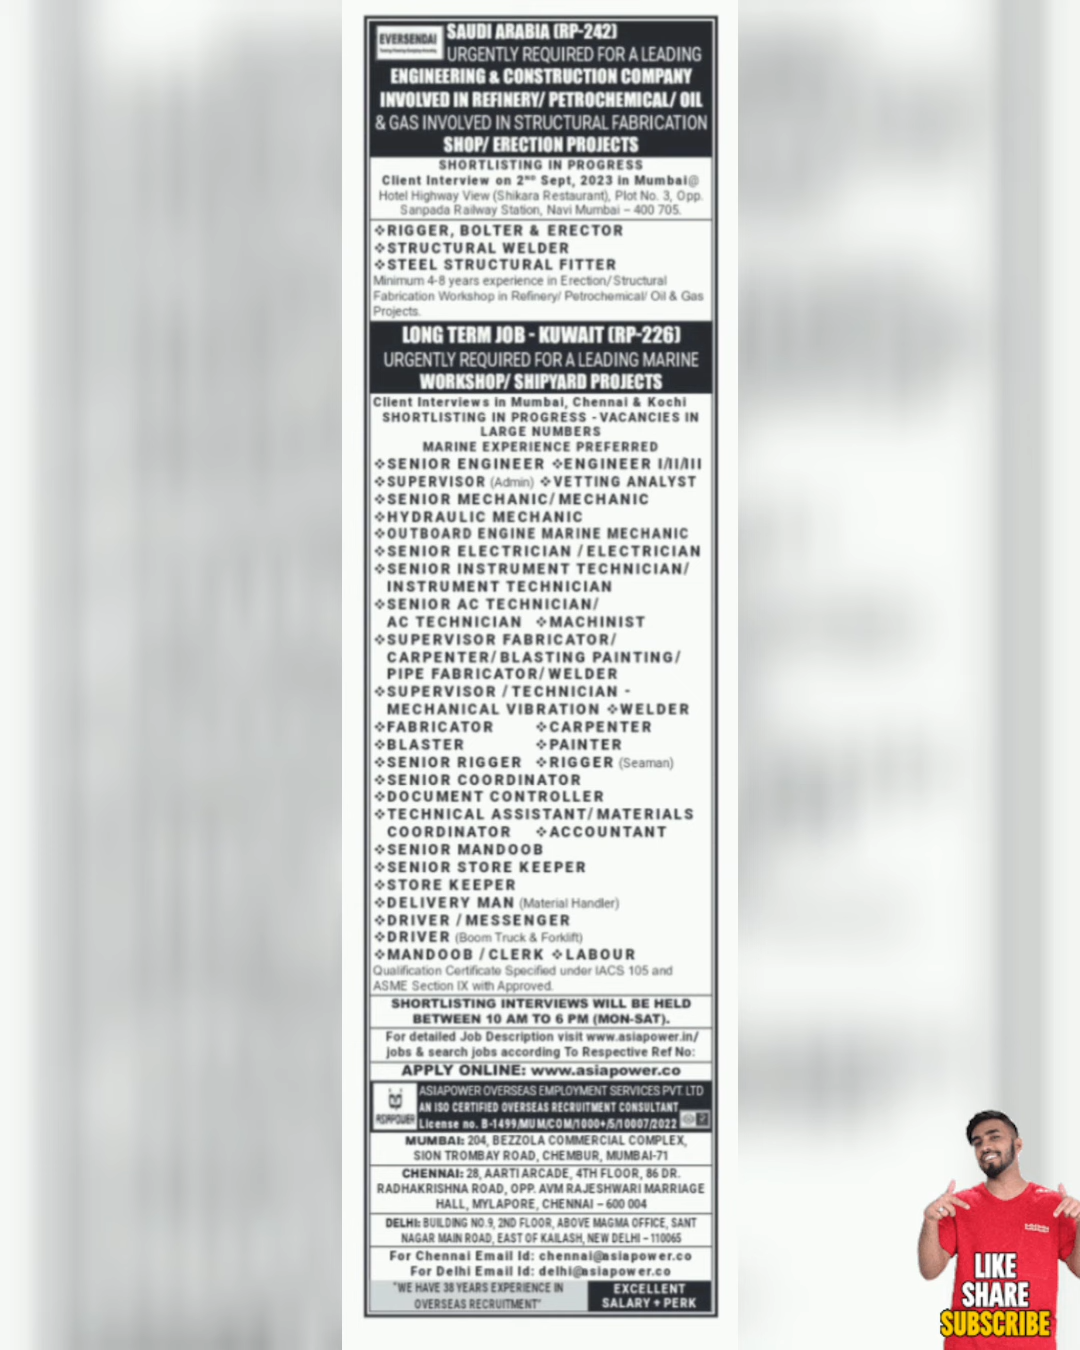 EVERSENDAI
SAUDI ARABIA (RP-242)
URGENTLY REQUIRED FOR A LEADING
ENGINEERING & CONSTRUCTION COMPANY
INVOLVED IN REFINERY/ PETROCHEMICAL/ OIL
& GAS INVOLVED IN STRUCTURAL FABRICATION
SHOP/ ERECTION PROJECTS
SHORTLISTING IN PROGRESS
Client Interview on 2ND Sept, 2023 in Mumbai@
Hotel Highway View (Shikara Restaurant), Plot No. 3, Opp.
Sanpada Railway Station, Navi Mumbai – 400 705.
❖RIGGER, BOLTER & ERECTOR
❖STRUCTURAL WELDER
❖STEEL STRUCTURAL FITTER
Minimum 4-8 years experience in Erection/ Structural
Fabrication Workshop in Refinery/ Petrochemical/ Oil & Gas
Projects.
LONG TERM JOB - KUWAIT (RP-226)
URGENTLY REQUIRED FOR A LEADING MARINE
WORKSHOP/ SHIPYARD PROJECTS
Client Interviews in Mumbai, Chennai & Kochi
SHORTLISTING IN PROGRESS - VACANCIES IN
LARGE NUMBERS
MARINE EXPERIENCE PREFERRED
❖SENIOR ENGINEER ❖ENGINEER I/II/III
❖SUPERVISOR (Admin) ❖VETTING ANALYST
❖SENIOR MECHANIC/ MECHANIC
❖HYDRAULIC MECHANIC
❖OUTBOARD ENGINE MARINE MECHANIC
❖SENIOR ELECTRICIAN / ELECTRICIAN
❖SENIOR INSTRUMENT TECHNICIAN/
INSTRUMENT TECHNICIAN
❖SENIOR AC TECHNICIAN/
AC TECHNICIAN ❖MACHINIST
❖SUPERVISOR FABRICATOR/
CARPENTER/ BLASTING PAINTING/
PIPE FABRICATOR/ WELDER
❖SUPERVISOR / TECHNICIAN -
MECHANICAL VIBRATION ❖WELDER
❖FABRICATOR ❖CARPENTER
❖BLASTER ❖PAINTER
❖SENIOR RIGGER ❖RIGGER (Seaman)
❖SENIOR COORDINATOR
❖DOCUMENT CONTROLLER
❖TECHNICAL ASSISTANT/ MATERIALS
COORDINATOR ❖ACCOUNTANT
❖SENIOR MANDOOB
❖SENIOR STORE KEEPER
❖STORE KEEPER
❖DELIVERY MAN (Material Handler)
❖DRIVER / MESSENGER
❖DRIVER (Boom Truck & Forklift)
❖MANDOOB / CLERK ❖LABOUR
Qualification Certificate Specified under IACS 105 and
ASME Section IX with Approved.
SHORTLISTING INTERVIEWS WILL BE HELD
BETWEEN 10 AM TO 6 PM (MON-SAT).
For detailed Job Description visit www.asiapower.in/
jobs & search jobs according To Respective Ref No:
APPLY ONLINE: www.asiapower.co
ASIAPOWER
ASIAPOWER OVERSEAS EMPLOYMENT SERVICES PVT. LTD
AN ISO CERTIFIED OVERSEAS RECRUITMENT CONSULTANT
License no. B-1499/MUM/COM/1000+/5/10007/2022
MUMBAI: 204, BEZZOLA COMMERCIAL COMPLEX,
SION TROMBAY ROAD, CHEMBUR, MUMBAI-71
CHENNAI: 28, AARTI ARCADE, 4TH FLOOR, 86 DR.
RADHAKRISHNA ROAD, OPP. AVM RAJESHWARI MARRIAGE
HALL, MYLAPORE, CHENNAI – 600 004
DELHI: BUILDING NO.9, 2ND FLOOR, ABOVE MAGMA OFFICE, SANT
NAGAR MAIN ROAD, EAST OF KAILASH, NEW DELHI – 110065
For Chennai Email Id: chennai@asiapower.co
For Delhi Email Id: delhi@asiapower.co
"WE HAVE 38 YEARS EXPERIENCE IN
OVERSEAS RECRUITMENT"
EXCELLENT
SALARY + PERK
LIKE
SHARE
SUBSCRIBE